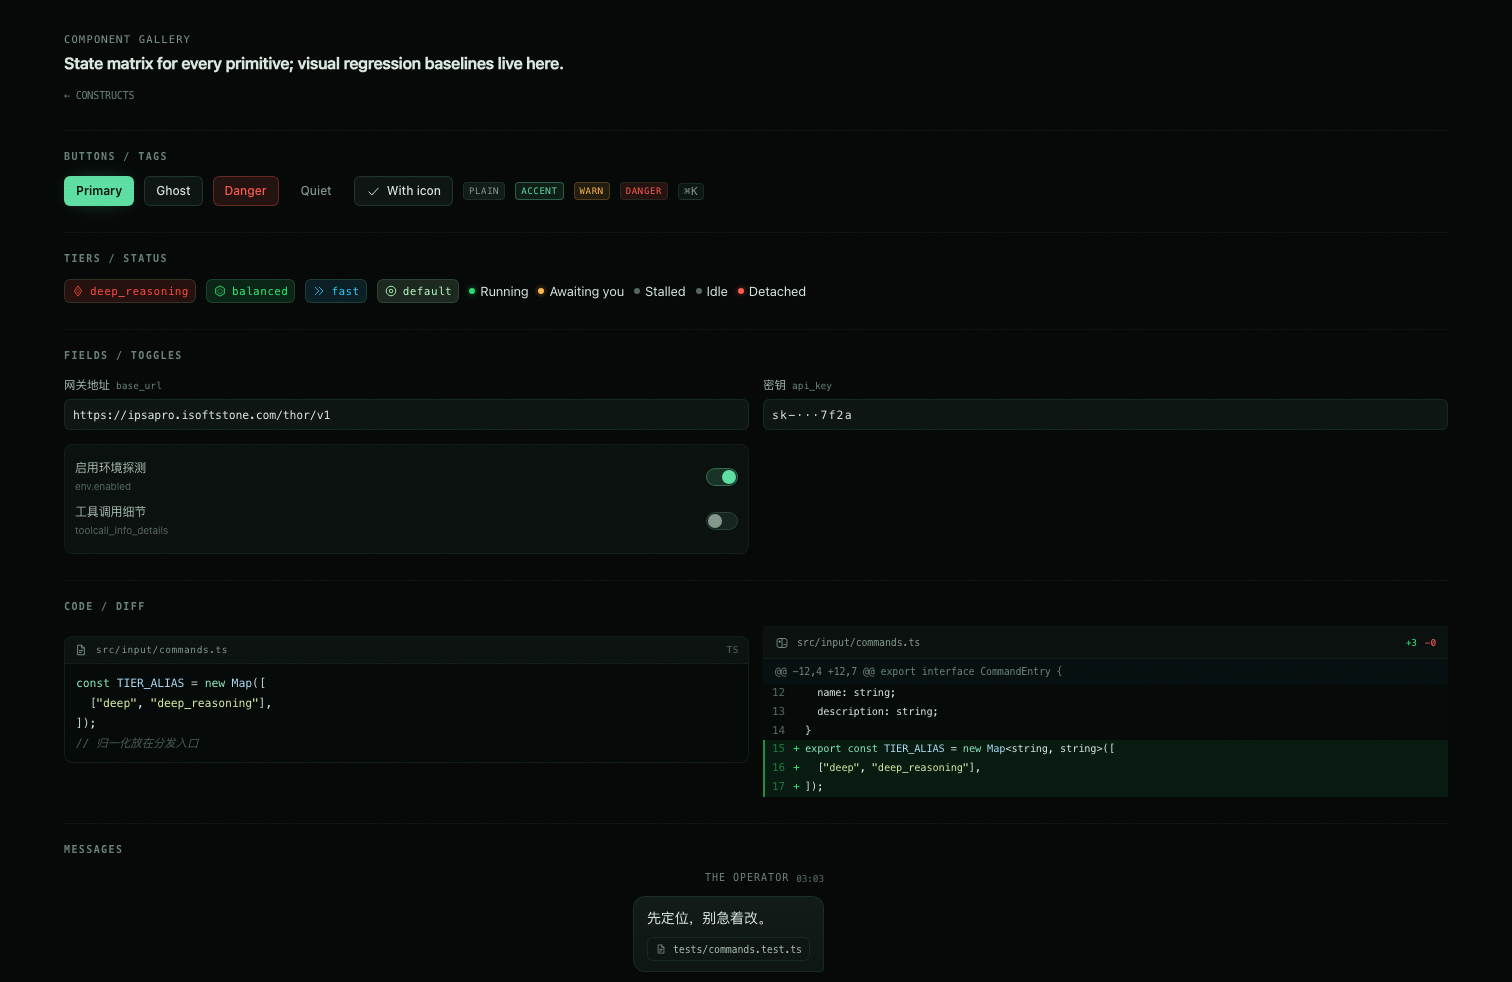 COMPONENT GALLERY
State matrix for every primitive; visual regression baselines live here.
← CONSTRUCTS
BUTTONS / TAGS
Primary Ghost Danger Quiet With icon PLAIN ACCENT WARN DANGER ⌘K
TIERS / STATUS
deep_reasoning balanced fast default Running Awaiting you Stalled Idle Detached
FIELDS / TOGGLES
网关地址 base_url
https://ipsapro.isoftstone.com/thor/v1
密钥 api_key
sk-···7f2a
启用环境探测
env.enabled
工具调用细节
toolcall_info_details
CODE / DIFF
src/input/commands.ts TS
const TIER_ALIAS = new Map([
  ["deep", "deep_reasoning"],
]);
// 归一化放在分发入口
src/input/commands.ts +3 −0
@@ −12,4 +12,7 @@ export interface CommandEntry {
12   name: string;
13   description: string;
14 }
15 + export const TIER_ALIAS = new Map<string, string>([
16 +   ["deep", "deep_reasoning"],
17 + ]);
MESSAGES
THE OPERATOR 03:03
先定位，别急着改。
tests/commands.test.ts